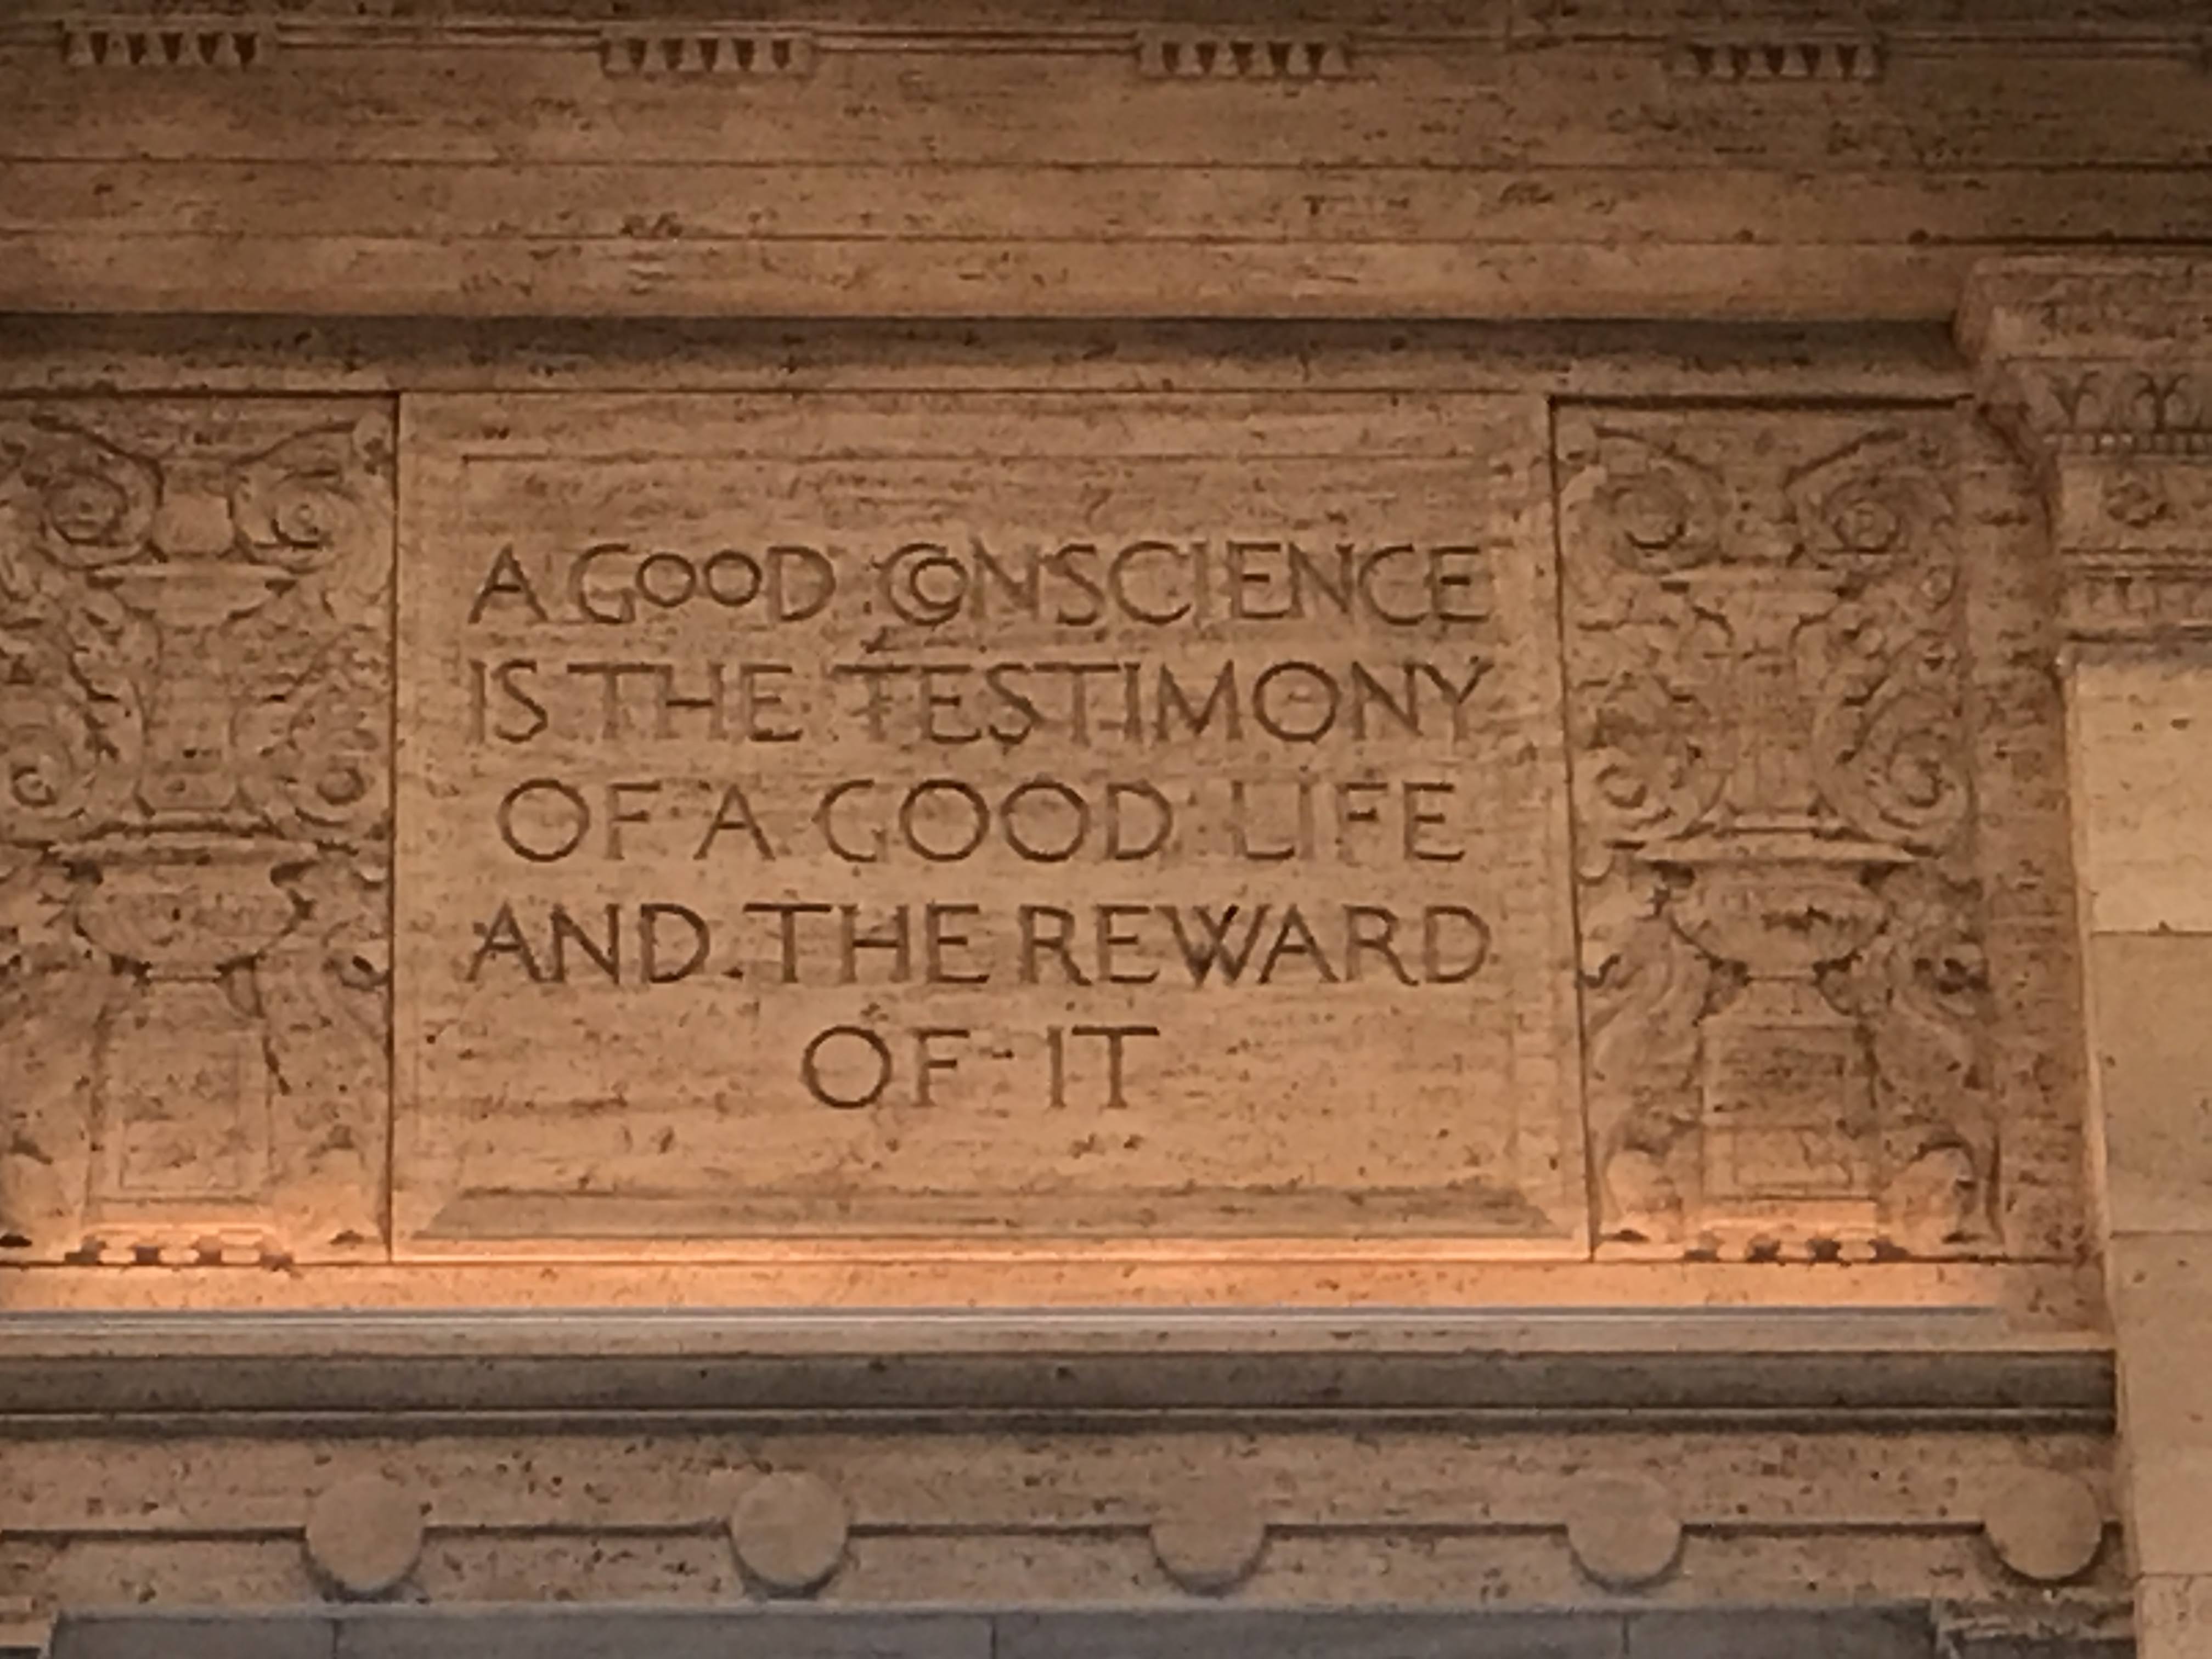 A GOOD CONSCIENCE
IS THE TESTIMONY
OF A GOOD LIFE
AND THE REWARD
OF IT